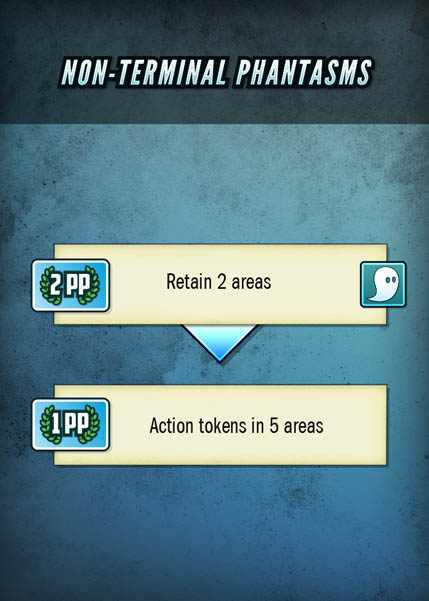 NON-TERMINAL PHANTASMS
2 PP
Retain 2 areas
1 PP
Action tokens in 5 areas